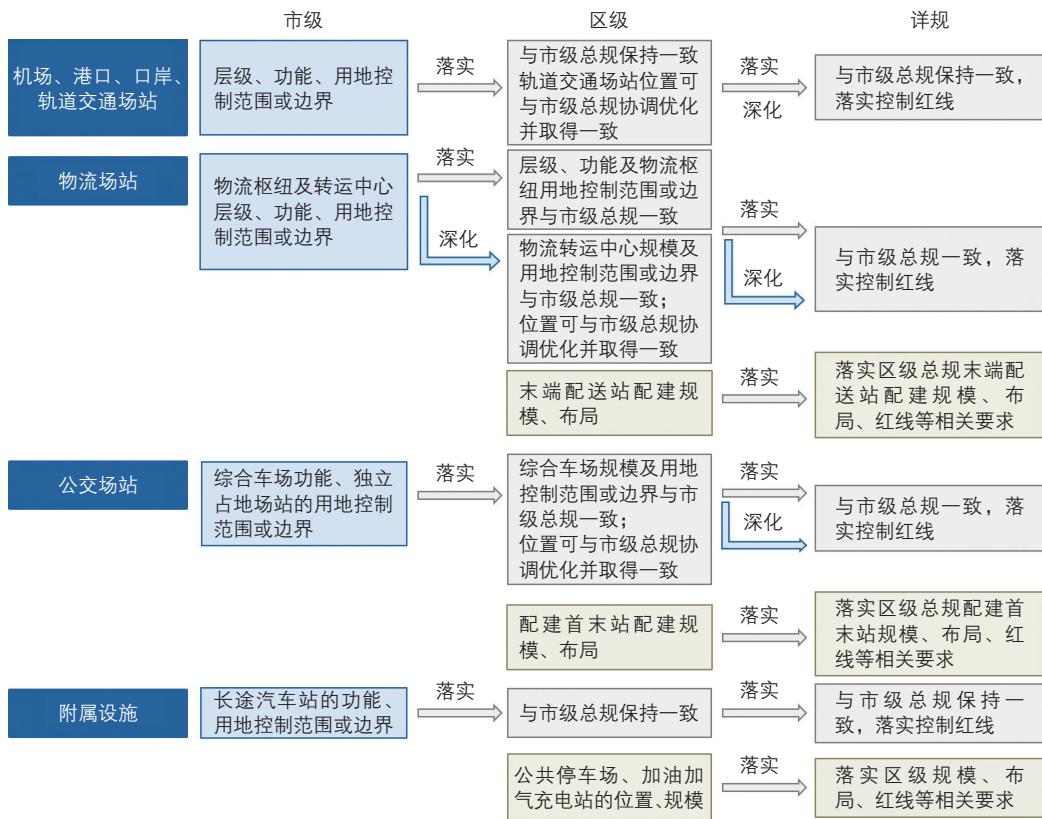 市级
区级
详规
机场、港口、口岸、
轨道交通场站
层级、功能、用地控
制范围或边界
落实
与市级总规保持一致
轨道交通场站位置可
与市级总规协调优化
并取得一致
落实
深化
与市级总规保持一致，
落实控制红线
物流场站
物流枢纽及转运中心
层级、功能、用地控
制范围或边界
落实
深化
层级、功能及物流枢
纽用地控制范围或边
界与市级总规一致
物流转运中心规模及
用地控制范围或边界
与市级总规一致；
位置可与市级总规协
调优化并取得一致
落实
深化
与市级总规一致，落
实控制红线
末端配送站配建规
模、布局
落实
落实区级总规末端配
送站配建规模、布
局、红线等相关要求
公交场站
综合车场功能、独立
占地场站的用地控制
范围或边界
落实
综合车场规模及用地
控制范围或边界与市
级总规一致；
位置可与市级总规协
调优化并取得一致
落实
深化
与市级总规一致，落
实控制红线
配建首末站配建规
模、布局
落实
落实区级总规配建首
末站规模、布局、红
线等相关要求
附属设施
长途汽车站的功能、
用地控制范围或边界
落实
与市级总规保持一致
落实
与市级总规保持一
致，落实控制红线
公共停车场、加油加
气充电站的位置、规模
落实
落实区级规模、布
局、红线等相关要求